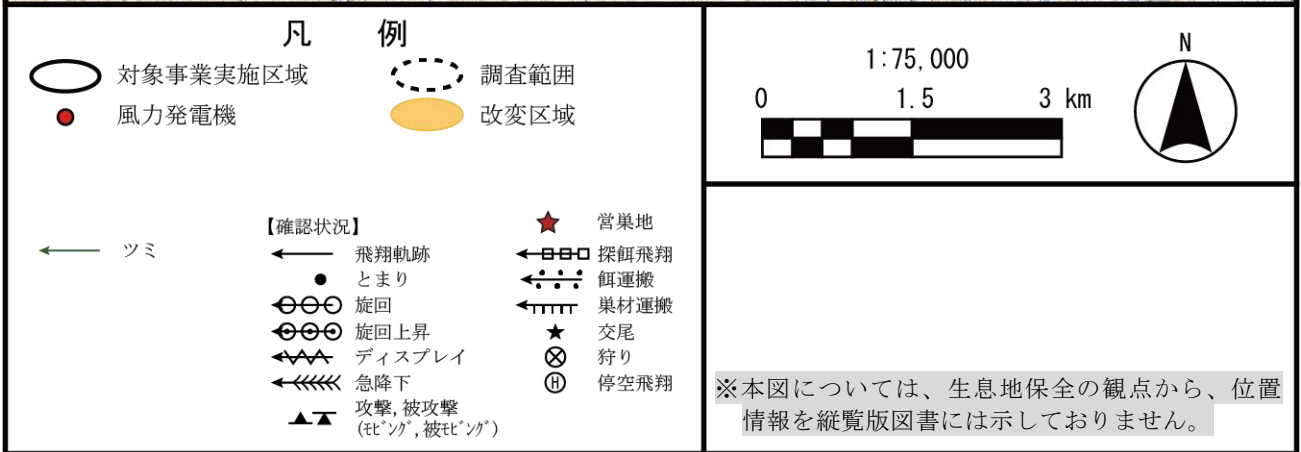 凡 例
対象事業実施区域
調査範囲
風力発電機
改変区域
ツミ
【確認状況】
飛翔軌跡
とまり
旋回
旋回上昇
ディスプレイ
急降下
攻撃,被攻撃
(ﾓﾋﾞﾝｸﾞ,被ﾓﾋﾞﾝｸﾞ)
営巣地
探餌飛翔
餌運搬
巣材運搬
交尾
狩り
H 停空飛翔
1:75,000
0 1.5 3 km
N
※本図については、生息地保全の観点から、位置
情報を縦覧版図書には示しておりません。